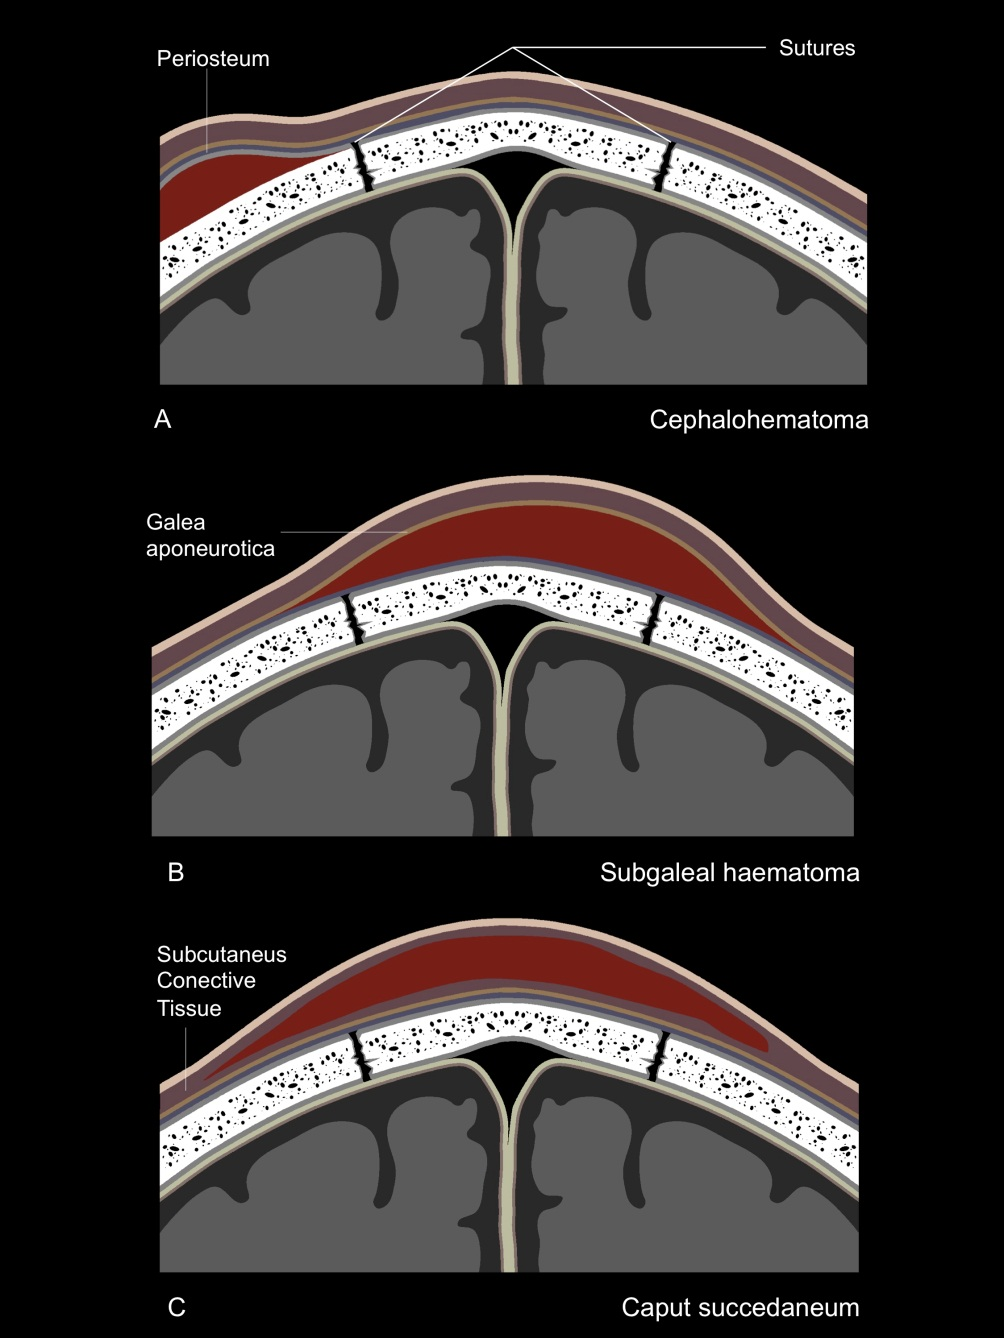 Periosteum
Sutures
A
Cephalohematoma
Galea
aponeurotica
B
Subgaleal haematoma
Subcutaneus
Conective
Tissue
C
Caput succedaneum